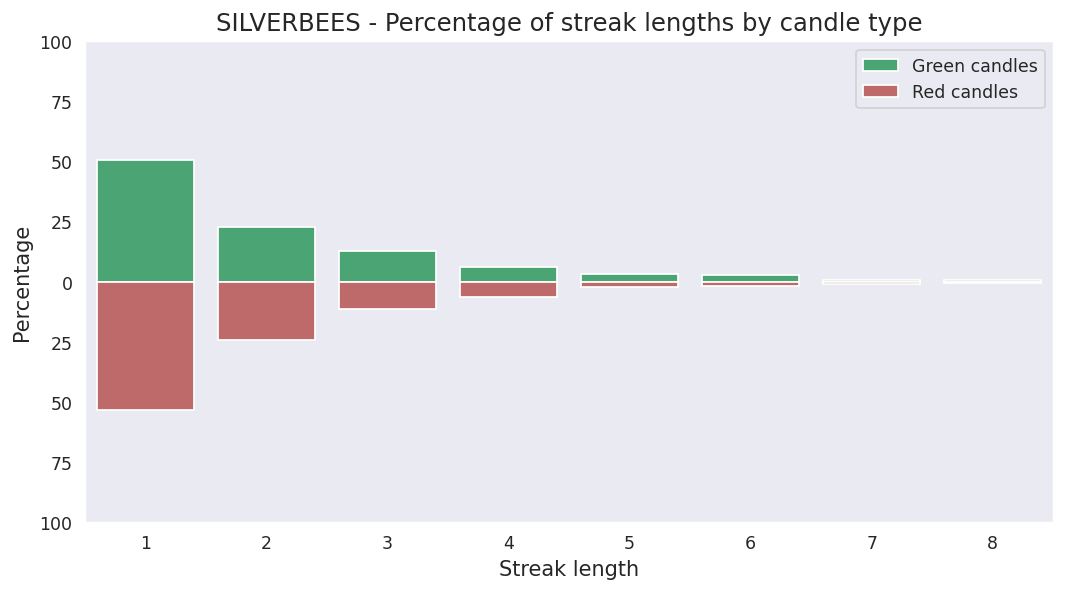 SILVERBEES - Percentage of streak lengths by candle type
Green candles
Red candles
Percentage
100
75
50
25
0
25
50
75
100
1 2 3 4 5 6 7 8
Streak length